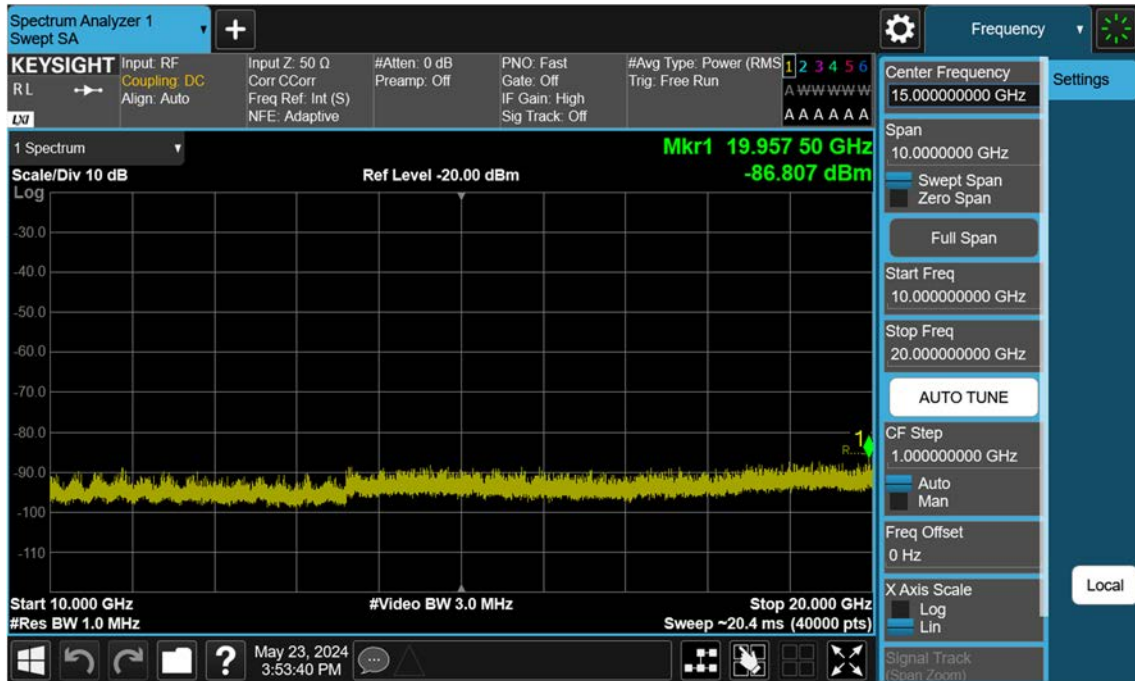 Spectrum Analyzer 1
Swept SA
Frequency
KEYSIGHT
R L
LXI
Input: RF
Coupling: DC
Align: Auto
Input Z: 50 Ω
Corr CCorr
Freq Ref: Int (S)
NFE: Adaptive
#Atten: 0 dB
Preamp: Off
PNO: Fast
Gate: Off
IF Gain: High
Sig Track: Off
#Avg Type: Power (RMS
Trig: Free Run
1 2 3 4 5 6
A W W W W W
A A A A A A
1 Spectrum
Mkr1 19.957 50 GHz
Scale/Div 10 dB
Ref Level -20.00 dBm
-86.807 dBm
Log
-30.0
-40.0
-50.0
-60.0
-70.0
-80.0
-90.0
-100
-110
1
R...
Start 10.000 GHz
#Video BW 3.0 MHz
Stop 20.000 GHz
#Res BW 1.0 MHz
Sweep ~20.4 ms (40000 pts)
Center Frequency
15.000000000 GHz
Settings
Span
10.0000000 GHz
Swept Span
Zero Span
Full Span
Start Freq
10.000000000 GHz
Stop Freq
20.000000000 GHz
AUTO TUNE
CF Step
1.000000000 GHz
Auto
Man
Freq Offset
0 Hz
X Axis Scale
Log
Lin
Local
Signal Track
(Span Zoom)
?
May 23, 2024
3:53:40 PM